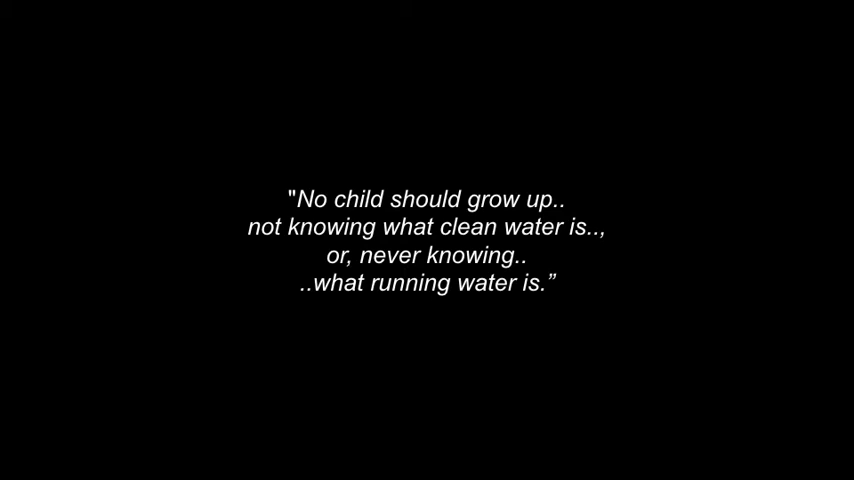 "No child should grow up..
not knowing what clean water is..,
or, never knowing..
..what running water is.”